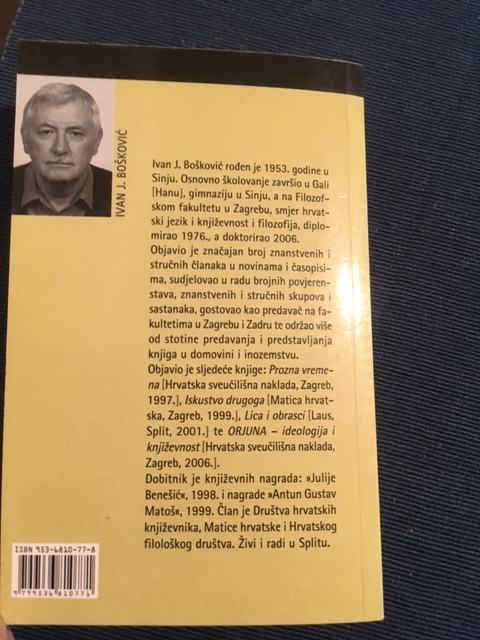 IVAN J. BOŠKOVIĆ
Ivan J. Bošković rođen je 1953. godine u
Sinju. Osnovno školovanje završio u Gali
[Hanu], gimnaziju u Sinju, a na Filozof-
skom fakultetu u Zagrebu, smjer hrvat-
ski jezik i književnost i filozofija, diplo-
mirao 1976., a doktorirao 2006.
Objavio je značajan broj znanstvenih i
stručnih članaka u novinama i časopisi-
ma, sudjelovao u radu brojnih povjeren-
stava, znanstvenih i stručnih skupova i
sastanaka, gostovao kao predavač na fa-
kultetima u Zagrebu i Zadru te održao više
od stotine predavanja i predstavljanja
knjiga u domovini i inozemstvu.
Objavio je sljedeće knjige: Prozna vreme-
na [Hrvatska sveučilišna naklada, Zagreb,
1997.], Iskustvo drugoga [Matica hrvat-
ska, Zagreb, 1999.], Lica i obrasci [Laus,
Split, 2001.] te ORJUNA – ideologija i
književnost [Hrvatska sveučilišna naklada,
Zagreb, 2006.].
Dobitnik je književnih nagrada: »Julije
Benešić«, 1998. i nagrade »Antun Gustav
Matoš«, 1999. Član je Društva hrvatskih
književnika, Matice hrvatske i Hrvatskog
filološkog društva. Živi i radi u Splitu.
ISBN 953-6810-77-8
9 799536 810771